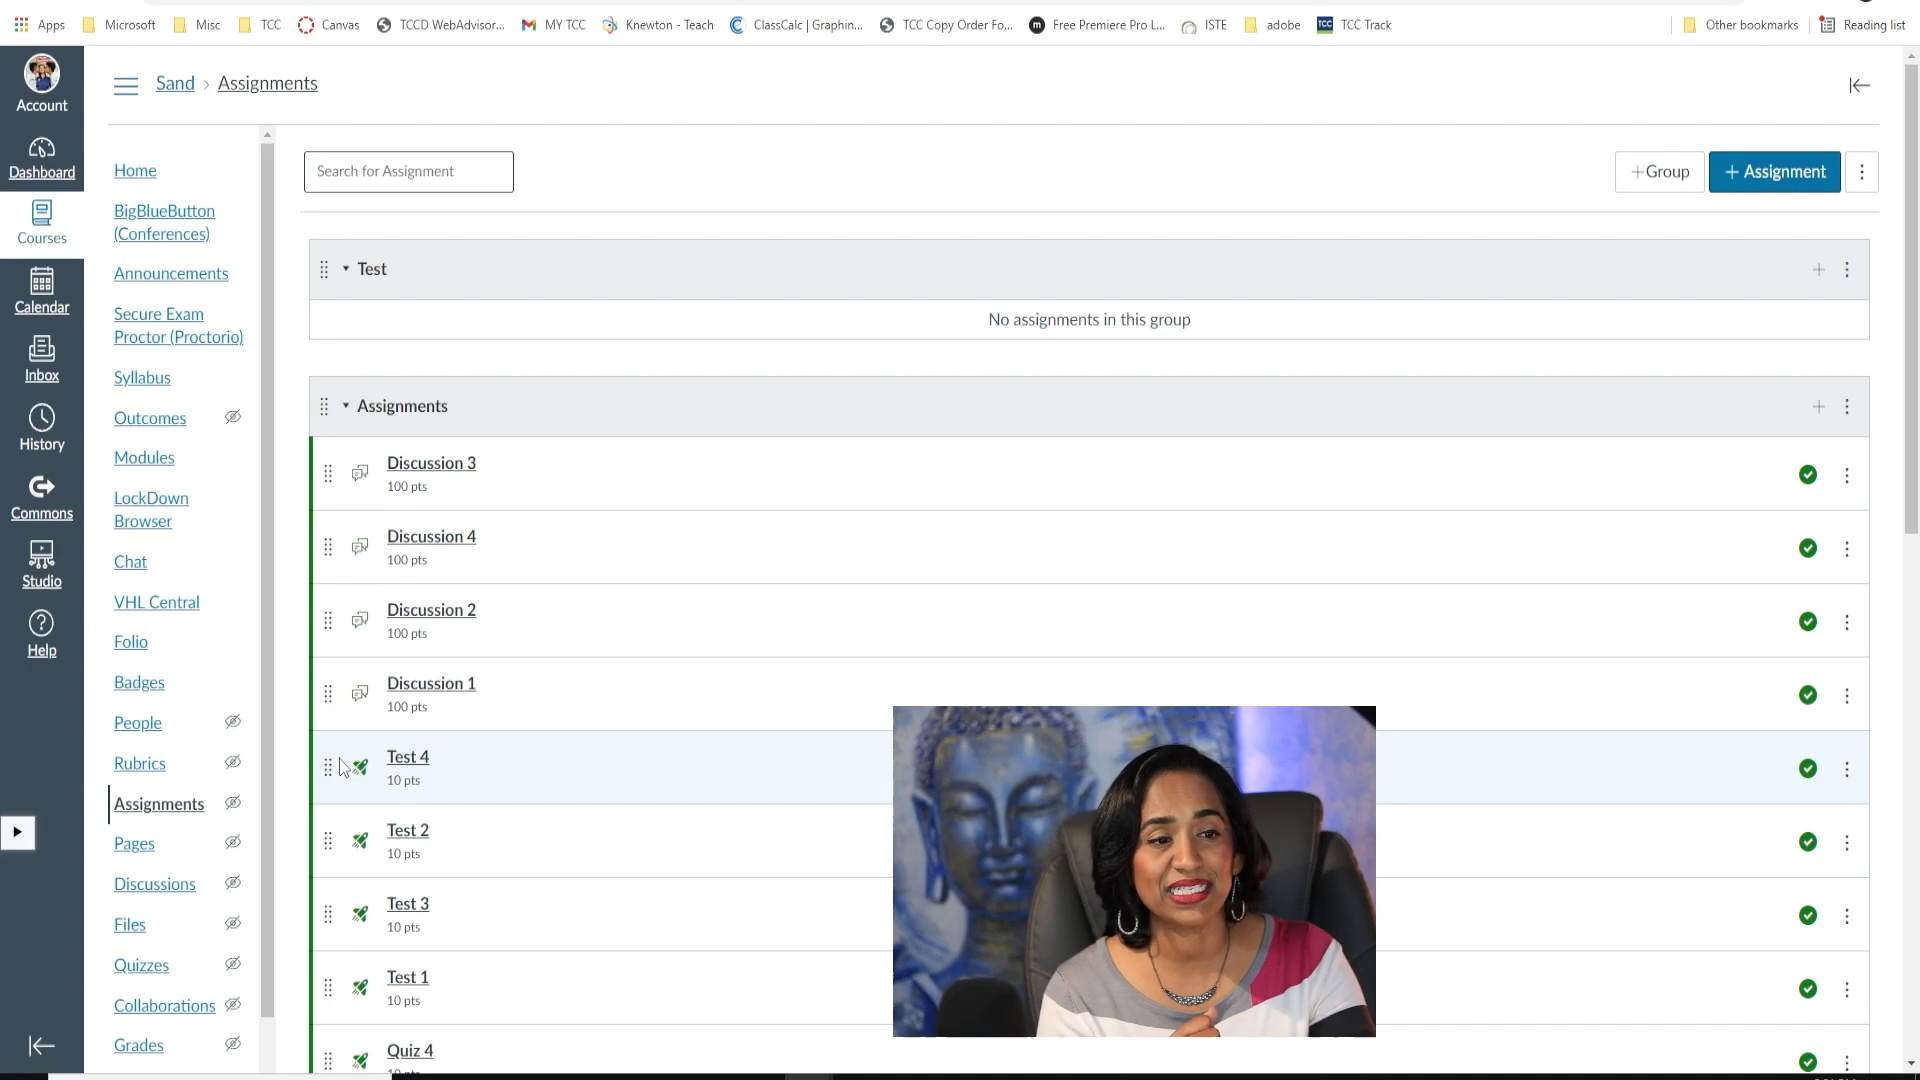 Apps
Microsoft
Misc
TCC
Canvas
TCCD WebAdvisor...
MY TCC
Knewton - Teach
ClassCalc | Graphin...
TCC Copy Order Fo...
Free Premiere Pro L...
ISTE
adobe
TCC TCC Track
Other bookmarks
Reading list
Account
Dashboard
Courses
Calendar
Inbox
History
Commons
Studio
Help
Sand › Assignments
Home
BigBlueButton
(Conferences)
Announcements
Secure Exam
Proctor (Proctorio)
Syllabus
Outcomes
Modules
LockDown
Browser
Chat
VHL Central
Folio
Badges
People
Rubrics
Assignments
Pages
Discussions
Files
Quizzes
Collaborations
Grades
Search for Assignment
+Group
+ Assignment
Test
No assignments in this group
Assignments
Discussion 3
100 pts
Discussion 4
100 pts
Discussion 2
100 pts
Discussion 1
100 pts
Test 4
10 pts
Test 2
10 pts
Test 3
10 pts
Test 1
10 pts
Quiz 4